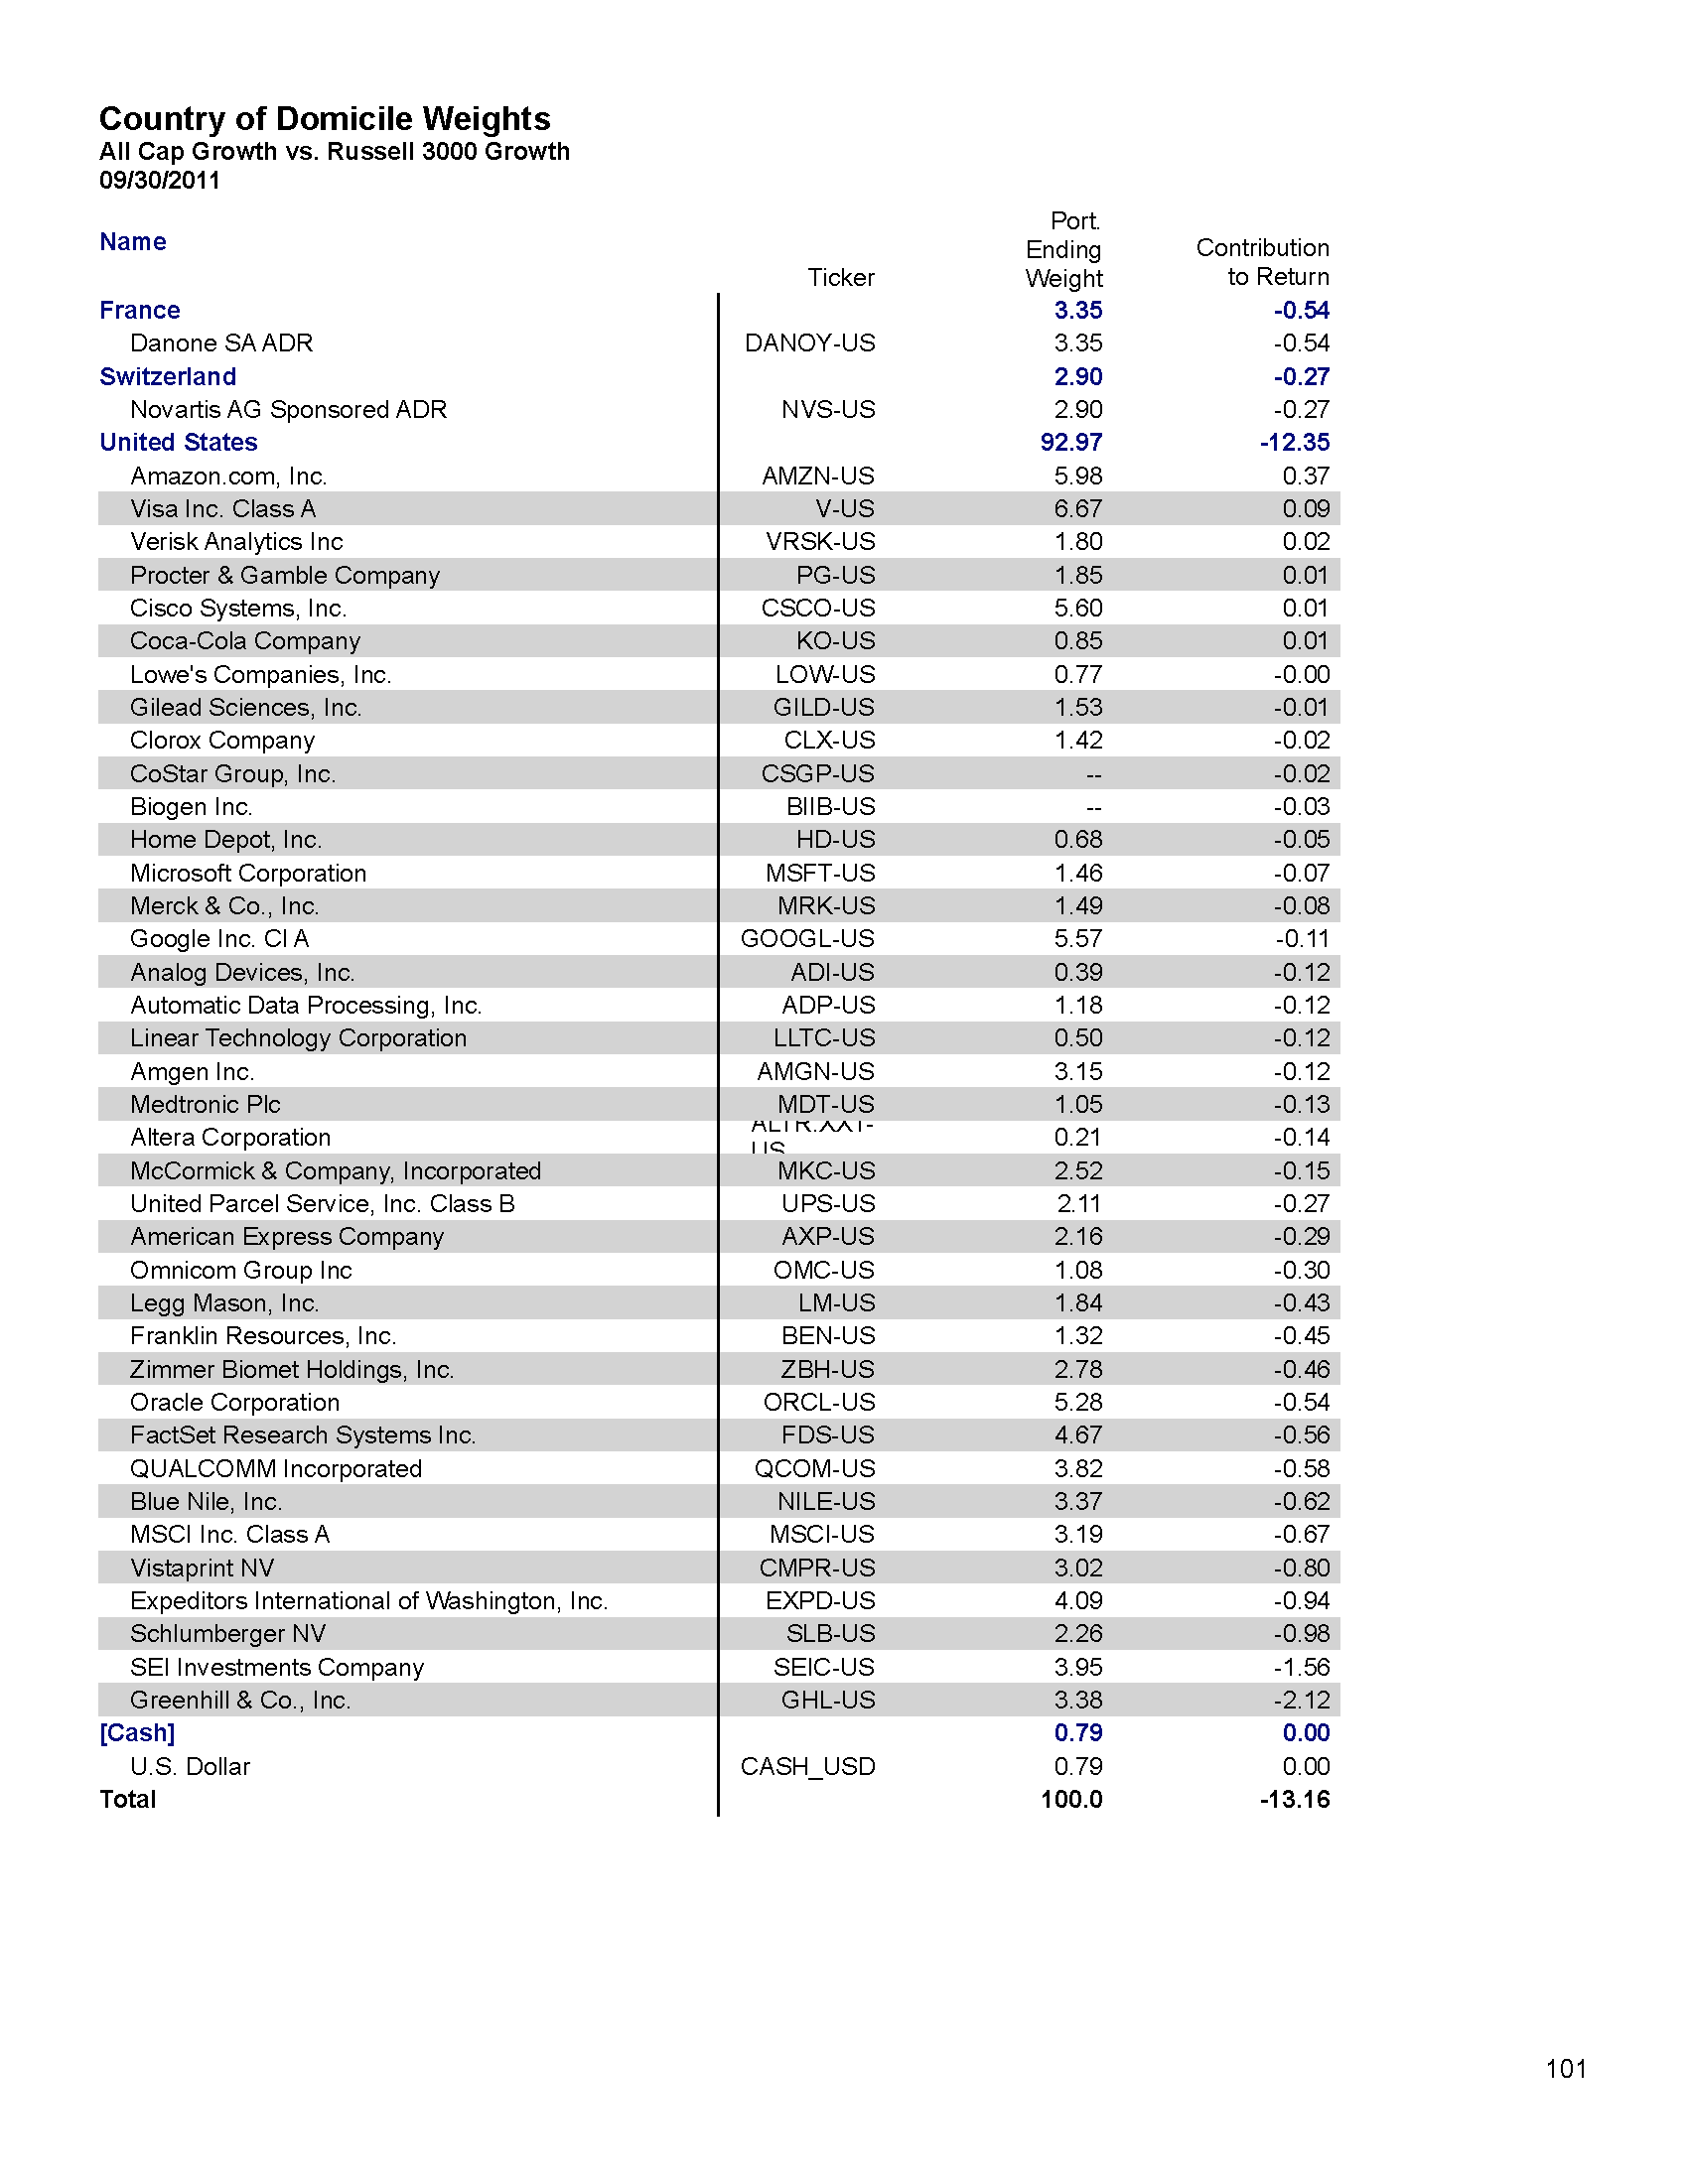 Country of Domicile Weights
All Cap Growth vs. Russell 3000 Growth
09/30/2011
Name Ticker Port. Ending Weight Contribution to Return
France 3.35 -0.54
Danone SA ADR DANOY-US 3.35 -0.54
Switzerland 2.90 -0.27
Novartis AG Sponsored ADR NVS-US 2.90 -0.27
United States 92.97 -12.35
Amazon.com, Inc. AMZN-US 5.98 0.37
Visa Inc. Class A V-US 6.67 0.09
Verisk Analytics Inc VRSK-US 1.80 0.02
Procter & Gamble Company PG-US 1.85 0.01
Cisco Systems, Inc. CSCO-US 5.60 0.01
Coca-Cola Company KO-US 0.85 0.01
Lowe's Companies, Inc. LOW-US 0.77 -0.00
Gilead Sciences, Inc. GILD-US 1.53 -0.01
Clorox Company CLX-US 1.42 -0.02
CoStar Group, Inc. CSGP-US -- -0.02
Biogen Inc. BIIB-US -- -0.03
Home Depot, Inc. HD-US 0.68 -0.05
Microsoft Corporation MSFT-US 1.46 -0.07
Merck & Co., Inc. MRK-US 1.49 -0.08
Google Inc. Cl A GOOGL-US 5.57 -0.11
Analog Devices, Inc. ADI-US 0.39 -0.12
Automatic Data Processing, Inc. ADP-US 1.18 -0.12
Linear Technology Corporation LLTC-US 0.50 -0.12
Amgen Inc. AMGN-US 3.15 -0.12
Medtronic Plc MDT-US 1.05 -0.13
Altera Corporation ALTR.XX1-US 0.21 -0.14
McCormick & Company, Incorporated MKC-US 2.52 -0.15
United Parcel Service, Inc. Class B UPS-US 2.11 -0.27
American Express Company AXP-US 2.16 -0.29
Omnicom Group Inc OMC-US 1.08 -0.30
Legg Mason, Inc. LM-US 1.84 -0.43
Franklin Resources, Inc. BEN-US 1.32 -0.45
Zimmer Biomet Holdings, Inc. ZBH-US 2.78 -0.46
Oracle Corporation ORCL-US 5.28 -0.54
FactSet Research Systems Inc. FDS-US 4.67 -0.56
QUALCOMM Incorporated QCOM-US 3.82 -0.58
Blue Nile, Inc. NILE-US 3.37 -0.62
MSCI Inc. Class A MSCI-US 3.19 -0.67
Vistaprint NV CMPR-US 3.02 -0.80
Expeditors International of Washington, Inc. EXPD-US 4.09 -0.94
Schlumberger NV SLB-US 2.26 -0.98
SEI Investments Company SEIC-US 3.95 -1.56
Greenhill & Co., Inc. GHL-US 3.38 -2.12
[Cash] 0.79 0.00
U.S. Dollar CASH_USD 0.79 0.00
Total 100.0 -13.16
101